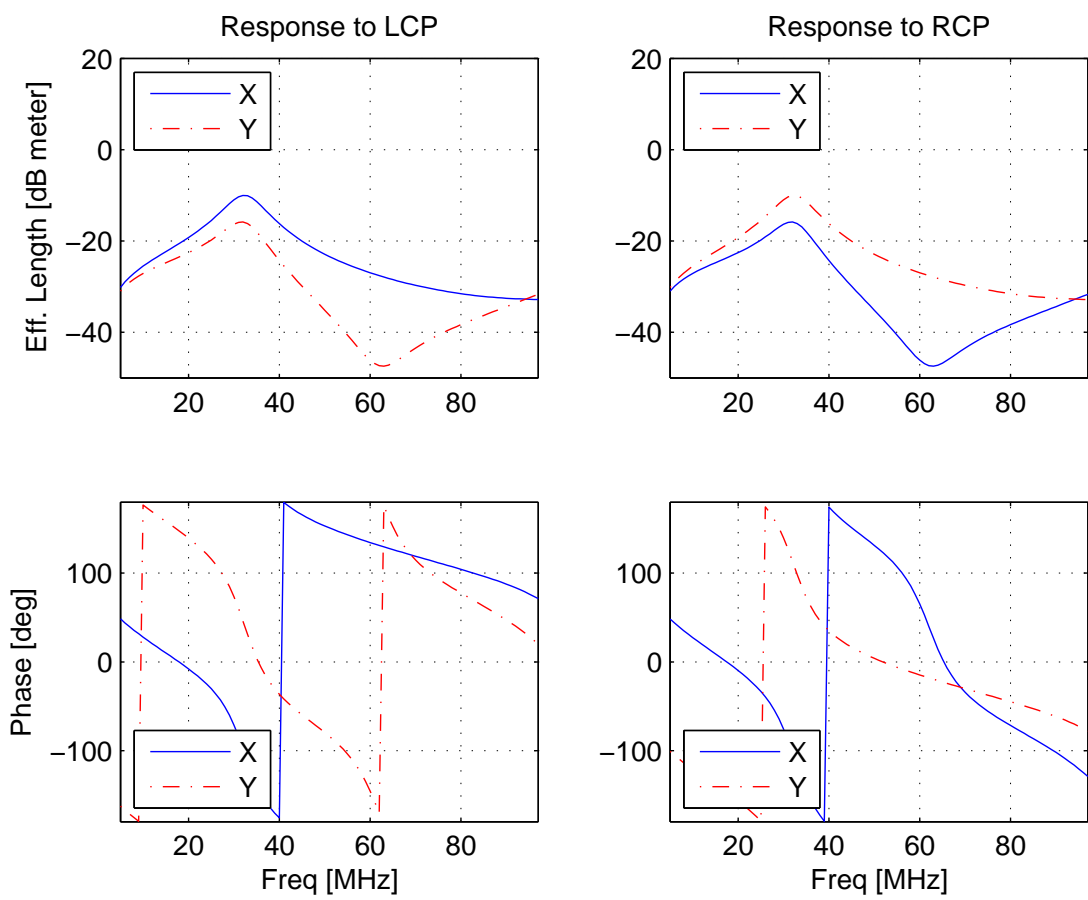 Response to LCP
Eff. Length [dB meter]
20
0
−20
−40
X
Y
20 40 60 80
Response to RCP
20
0
−20
−40
X
Y
20 40 60 80
Phase [deg]
100
0
−100
X
Y
20 40 60 80
Freq [MHz]
100
0
−100
X
Y
20 40 60 80
Freq [MHz]